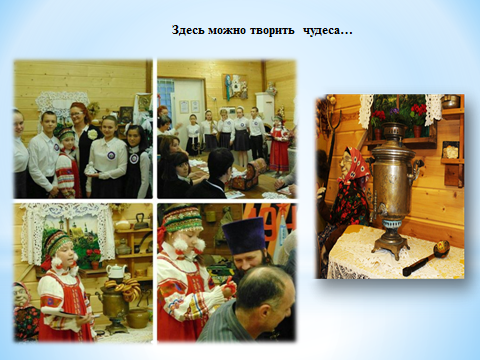 Здесь можно творить чудеса…